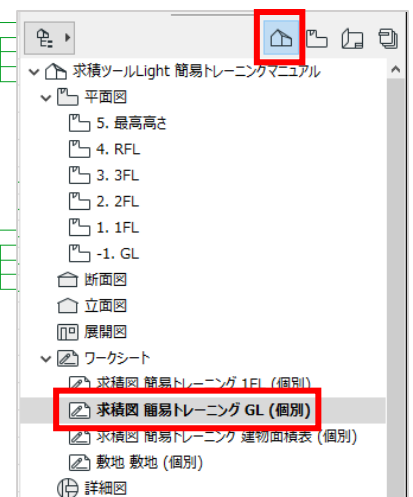 求積ツールLight 簡易トレーニングマニュアル
平面図
5. 最高高さ
4. RFL
3. 3FL
2. 2FL
1. 1FL
-1. GL
断面図
立面図
展開図
ワークシート
求積図 簡易トレーニング 1FL (個別)
求積図 簡易トレーニング GL (個別)
求積図 簡易トレーニング 建物面積表 (個別)
敷地 敷地 (個別)
詳細図